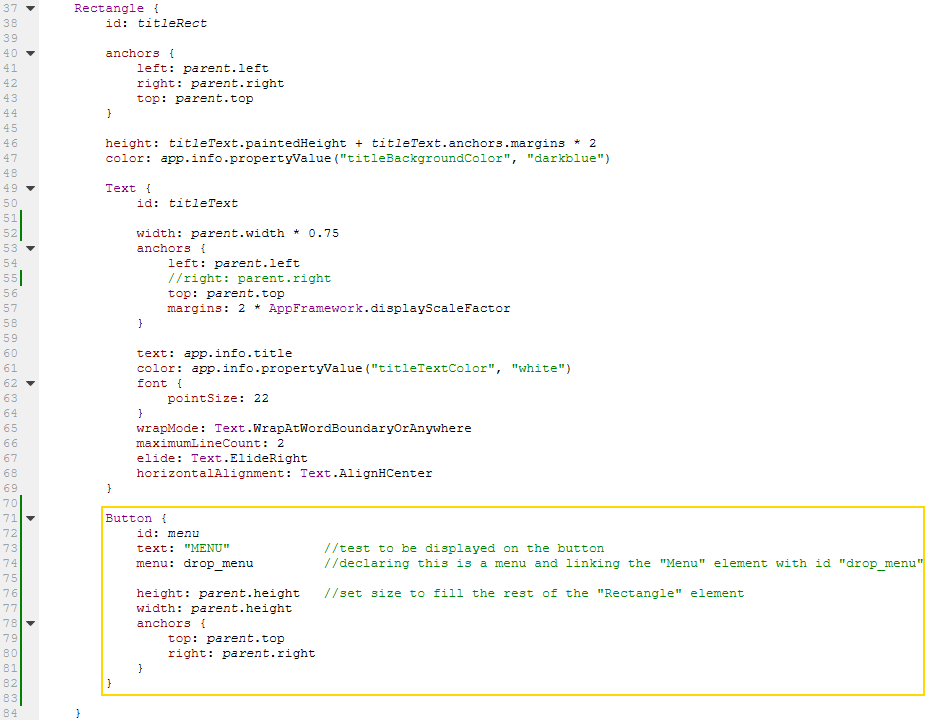 37 Rectangle {
38 id: titleRect
39
40 anchors {
41 left: parent.left
42 right: parent.right
43 top: parent.top
44 }
45
46 height: titleText.paintedHeight + titleText.anchors.margins * 2
47 color: app.info.propertyValue("titleBackgroundColor", "darkblue")
48
49 Text {
50 id: titleText
51
52 width: parent.width * 0.75
53 anchors {
54 left: parent.left
55 //right: parent.right
56 top: parent.top
57 margins: 2 * AppFramework.displayScaleFactor
58 }
59
60 text: app.info.title
61 color: app.info.propertyValue("titleTextColor", "white")
62 font {
63 pointSize: 22
64 }
65 wrapMode: Text.WrapAtWordBoundaryOrAnywhere
66 maximumLineCount: 2
67 elide: Text.ElideRight
68 horizontalAlignment: Text.AlignHCenter
69 }
70
71 Button {
72 id: menu
73 text: "MENU" //test to be displayed on the button
74 menu: drop_menu //declaring this is a menu and linking the "Menu" element with id "drop_menu"
75
76 height: parent.height //set size to fill the rest of the "Rectangle" element
77 width: parent.height
78 anchors {
79 top: parent.top
80 right: parent.right
81 }
82 }
83
84 }